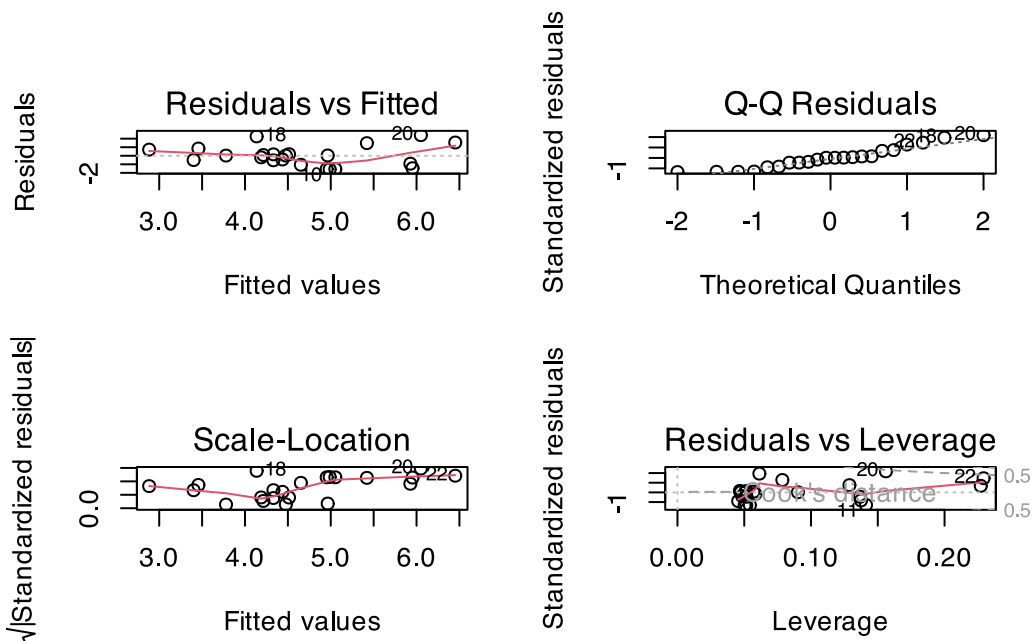 Residuals vs Fitted
Residuals
-2
18
20
10
3.0 4.0 5.0 6.0
Fitted values
Q-Q Residuals
Standardized residuals
-1
22
18
20
-2 -1 0 1 2
Theoretical Quantiles
Scale-Location
√|Standardized residuals|
0.0
18
20
22
3.0 4.0 5.0 6.0
Fitted values
Residuals vs Leverage
Standardized residuals
-1
20
22
11
Cook's distance
0.5
0.5
0.00 0.10 0.20
Leverage